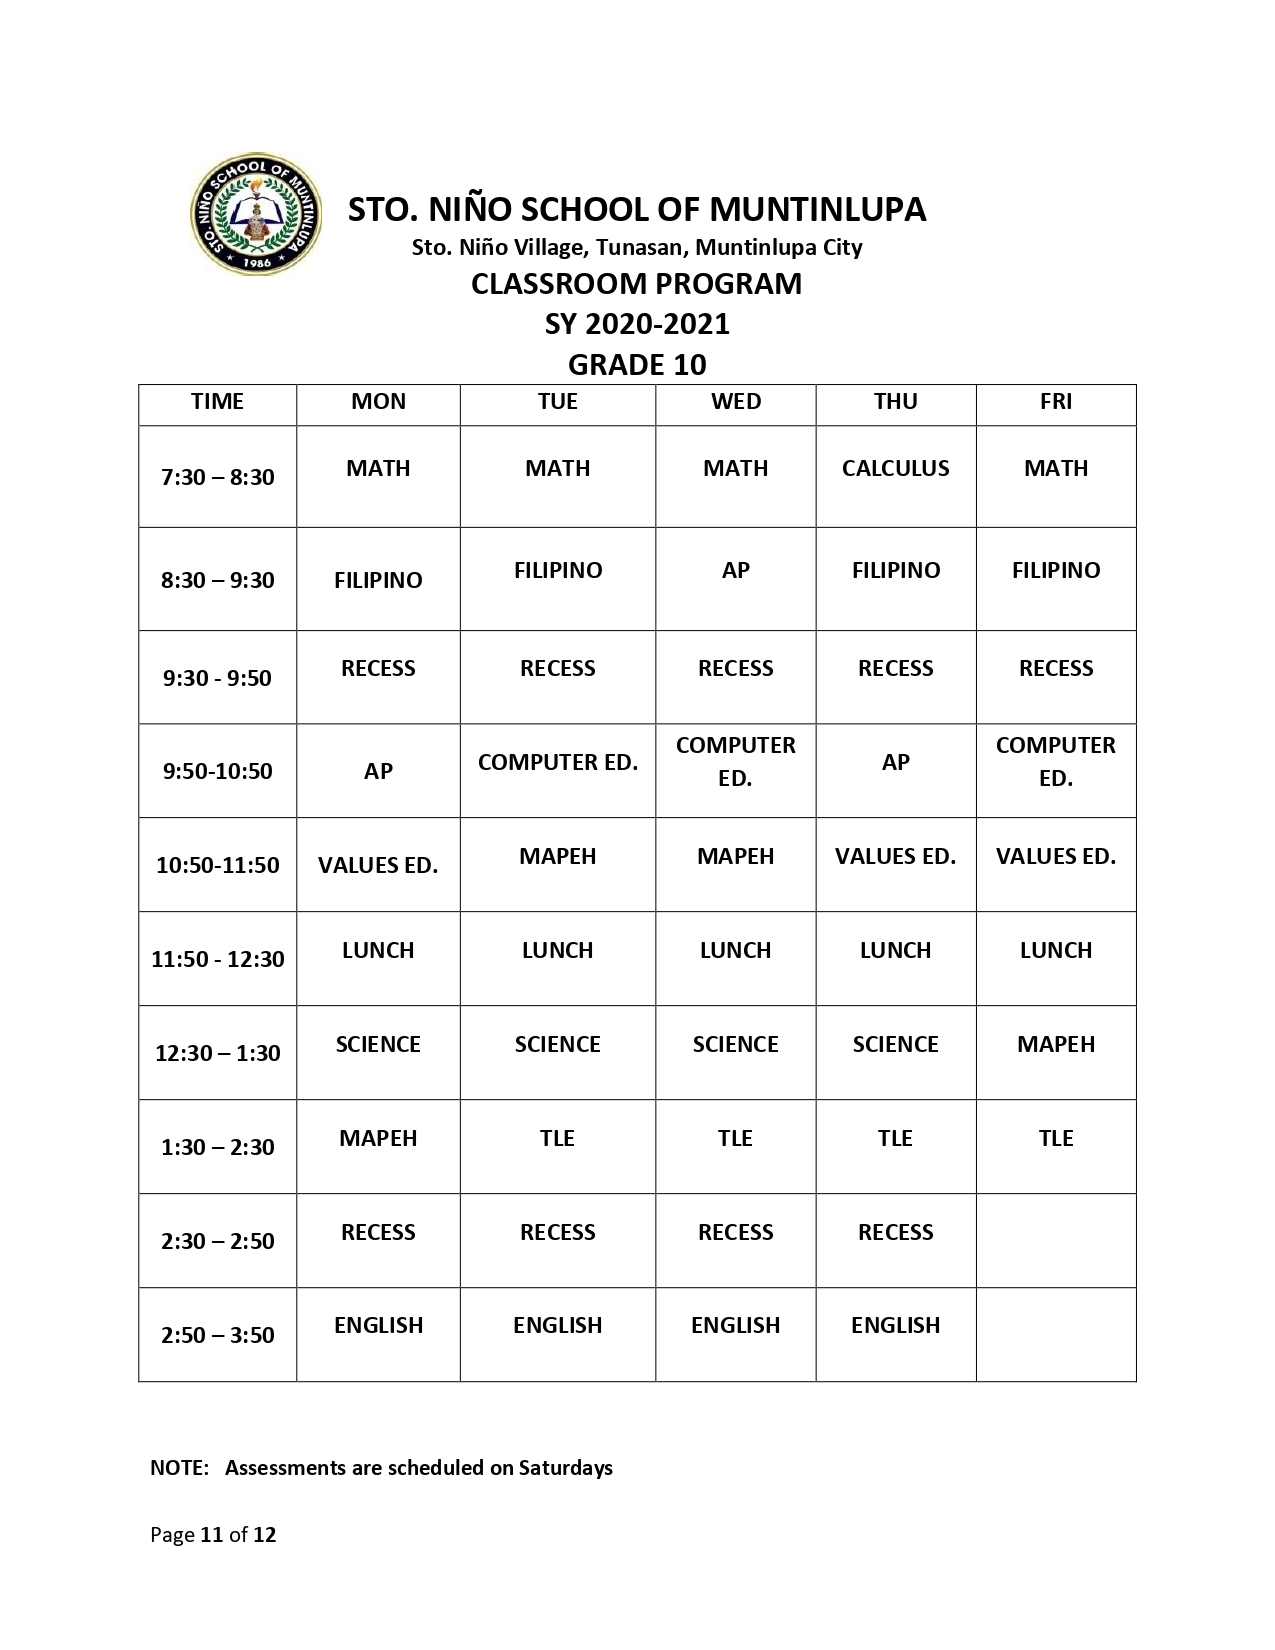 STO. NIÑO SCHOOL OF MUNTINLUPA
★ 1986 ★
STO. NIÑO SCHOOL OF MUNTINLUPA
Sto. Niño Village, Tunasan, Muntinlupa City
CLASSROOM PROGRAM
SY 2020-2021
GRADE 10
TIME MON TUE WED THU FRI
7:30 – 8:30 MATH MATH MATH CALCULUS MATH
8:30 – 9:30 FILIPINO FILIPINO AP FILIPINO FILIPINO
9:30 - 9:50 RECESS RECESS RECESS RECESS RECESS
9:50-10:50 AP COMPUTER ED. COMPUTER ED. AP COMPUTER ED.
10:50-11:50 VALUES ED. MAPEH MAPEH VALUES ED. VALUES ED.
11:50 - 12:30 LUNCH LUNCH LUNCH LUNCH LUNCH
12:30 – 1:30 SCIENCE SCIENCE SCIENCE SCIENCE MAPEH
1:30 – 2:30 MAPEH TLE TLE TLE TLE
2:30 – 2:50 RECESS RECESS RECESS RECESS
2:50 – 3:50 ENGLISH ENGLISH ENGLISH ENGLISH
NOTE: Assessments are scheduled on Saturdays
Page 11 of 12